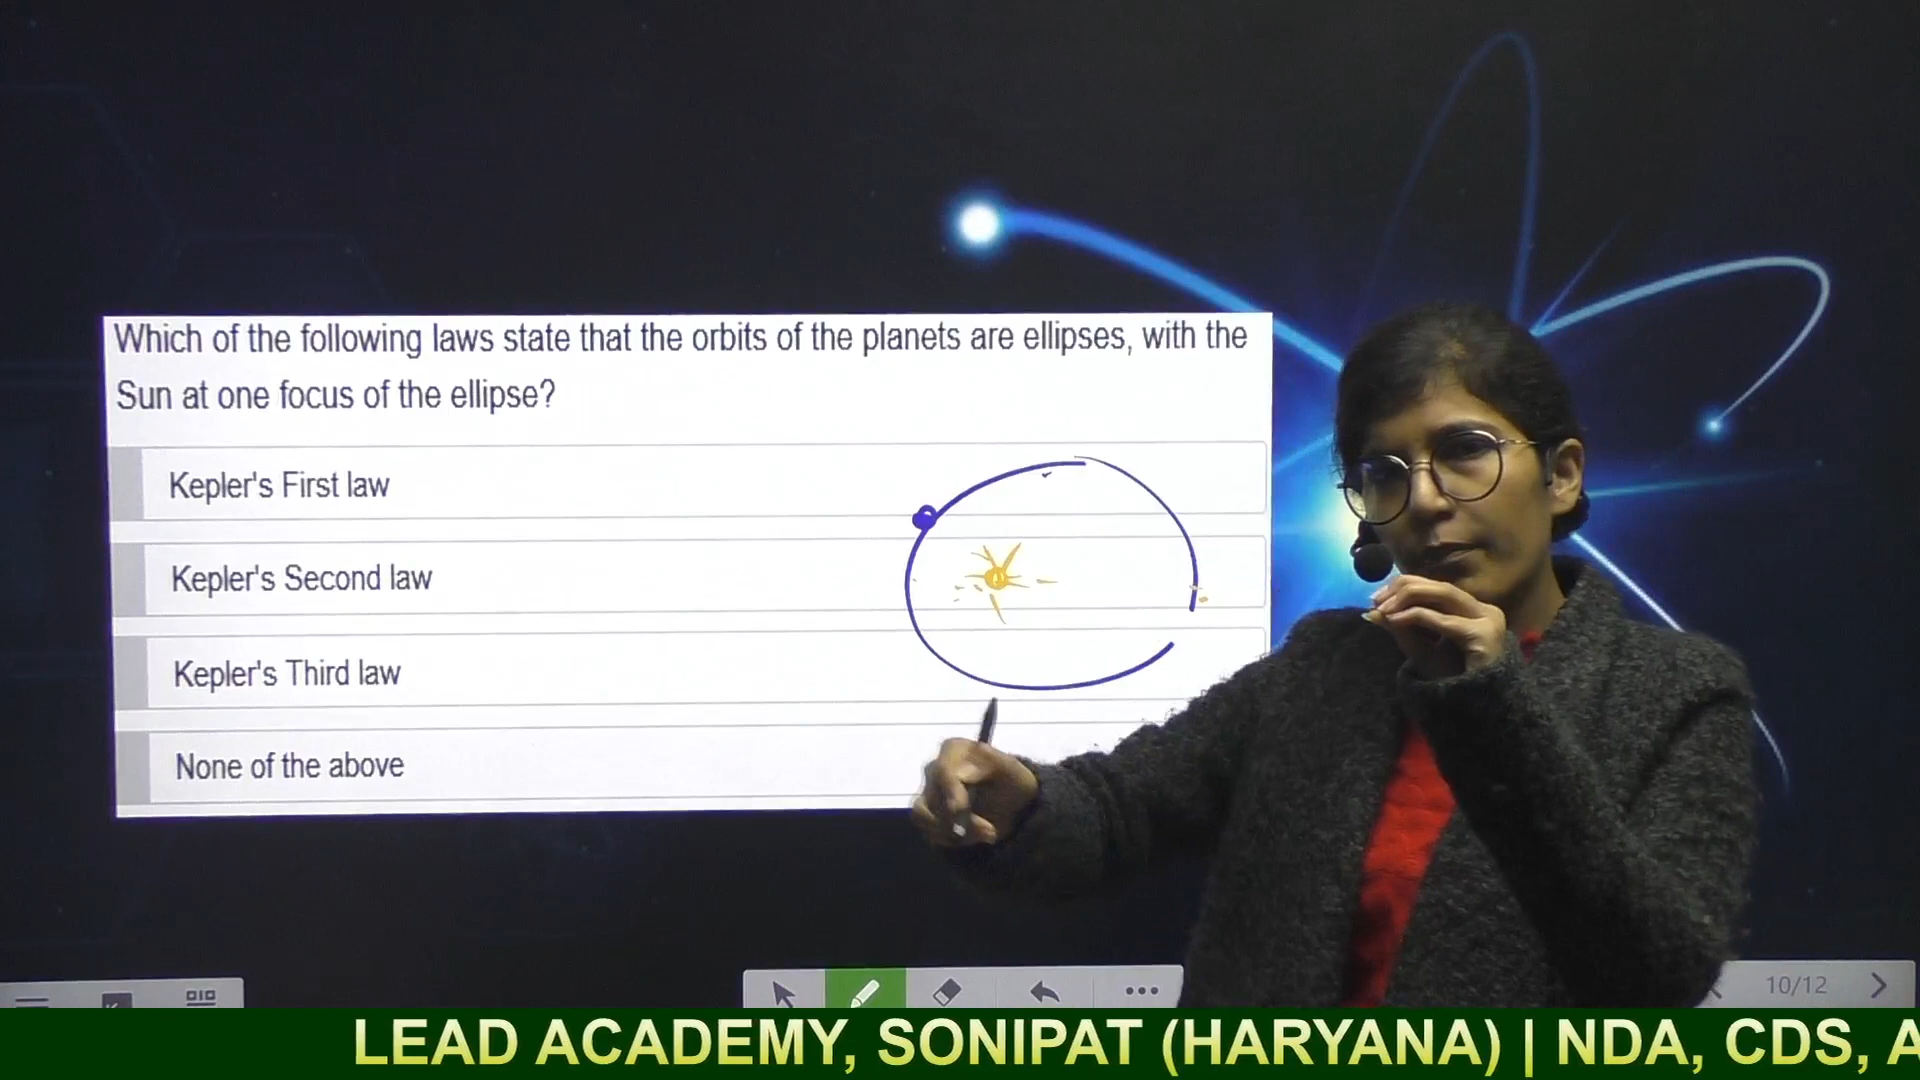 Which of the following laws state that the orbits of the planets are ellipses, with the
Sun at one focus of the ellipse?
Kepler's First law
Kepler's Second law
Kepler's Third law
None of the above
10/12
LEAD ACADEMY, SONIPAT (HARYANA) | NDA, CDS, A